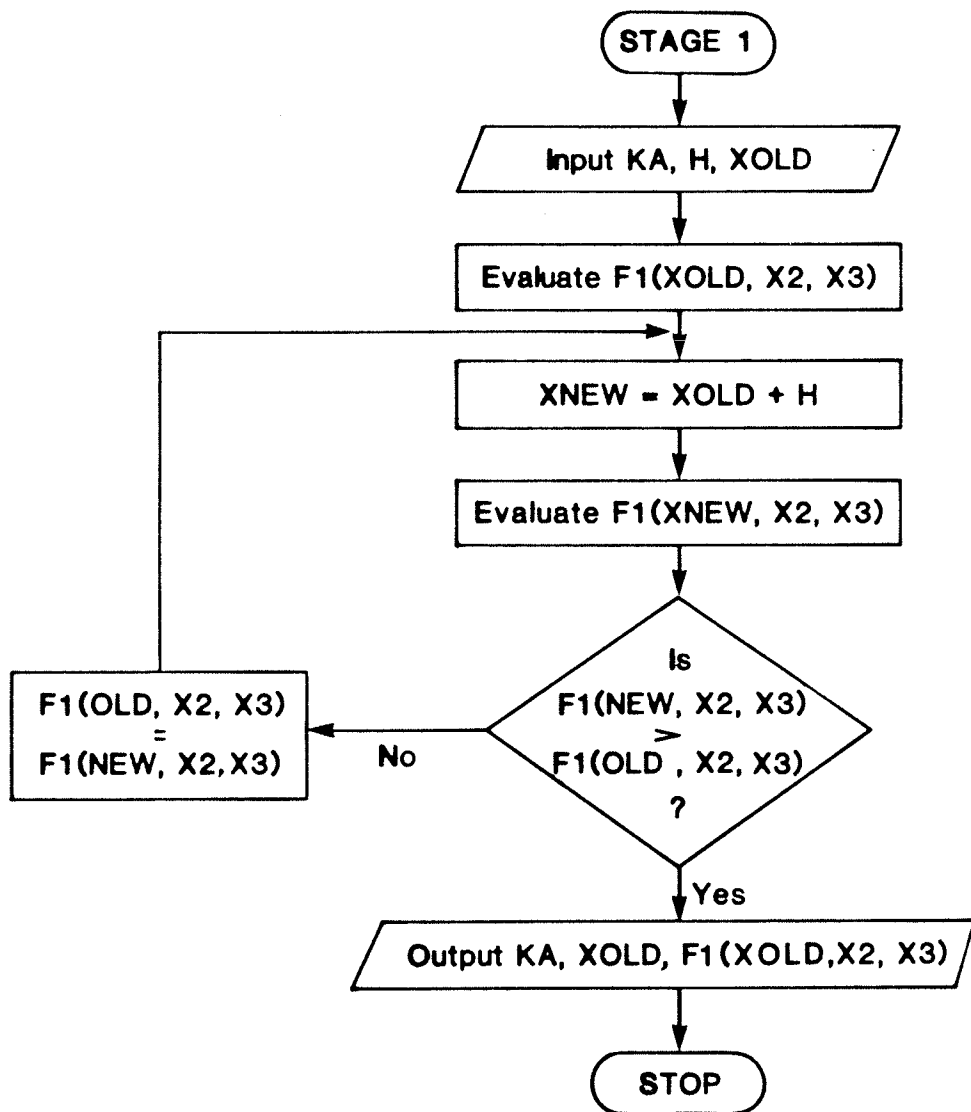 STAGE 1
Input KA, H, XOLD
Evaluate F1(XOLD, X2, X3)
XNEW = XOLD + H
Evaluate F1(XNEW, X2, X3)
Is
F1(NEW, X2, X3)
>
F1(OLD , X2, X3)
?
No
F1(OLD, X2, X3)
=
F1(NEW, X2,X3)
Yes
Output KA, XOLD, F1(XOLD,X2, X3)
STOP